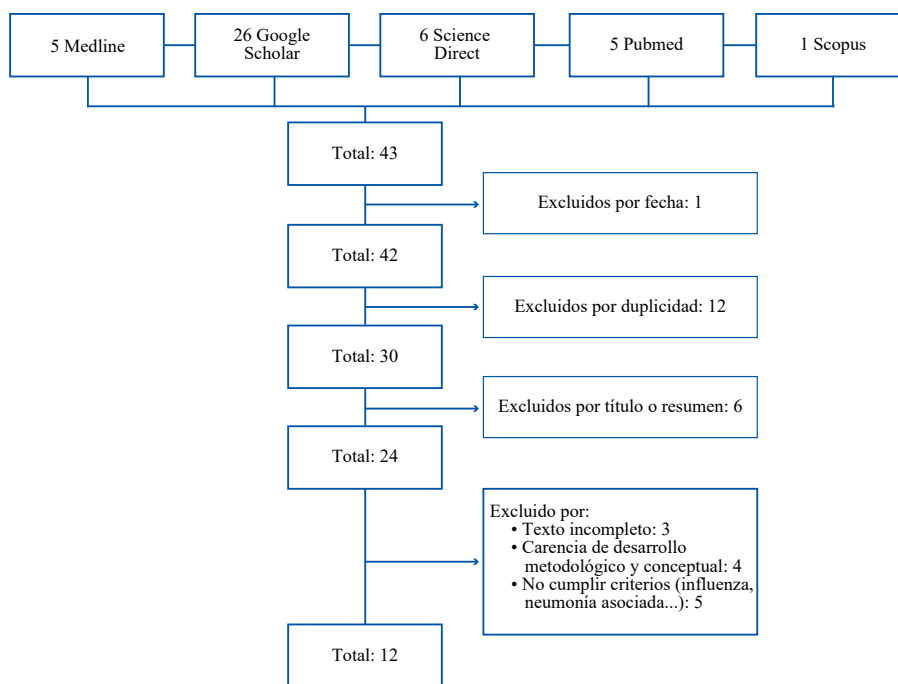 5 Medline
26 Google
Scholar
6 Science
Direct
5 Pubmed
1 Scopus
Total: 43
Excluidos por fecha: 1
Total: 42
Excluidos por duplicidad: 12
Total: 30
Excluidos por título o resumen: 6
Total: 24
Excluido por:
• Texto incompleto: 3
• Carencia de desarrollo
metodológico y conceptual: 4
• No cumplir criterios (influenza,
neumonía asociada...): 5
Total: 12